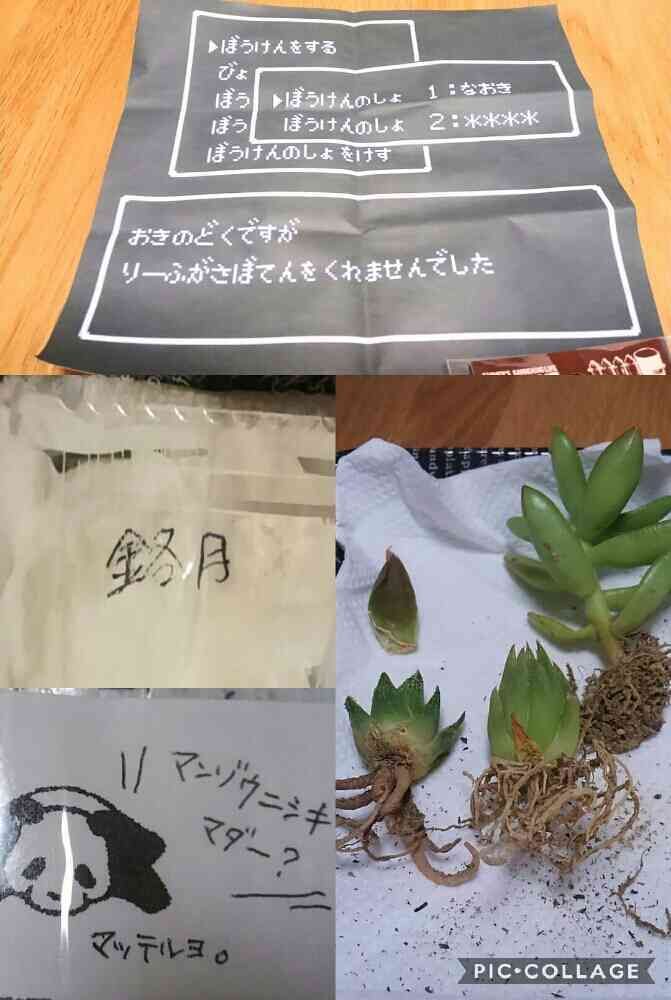 ▶ぼうけんをする
びょ
ぼう
▶ぼうけんのしょ 1:なおき
ぼう
ぼうけんのしょ 2:****
ぼうけんのしょをけす
おきのどくですが
りーふがさぼてんをくれませんでした
銘月
マンゾウニシキ
マダー?
マッテルヨ。
PIC•COLLAGE